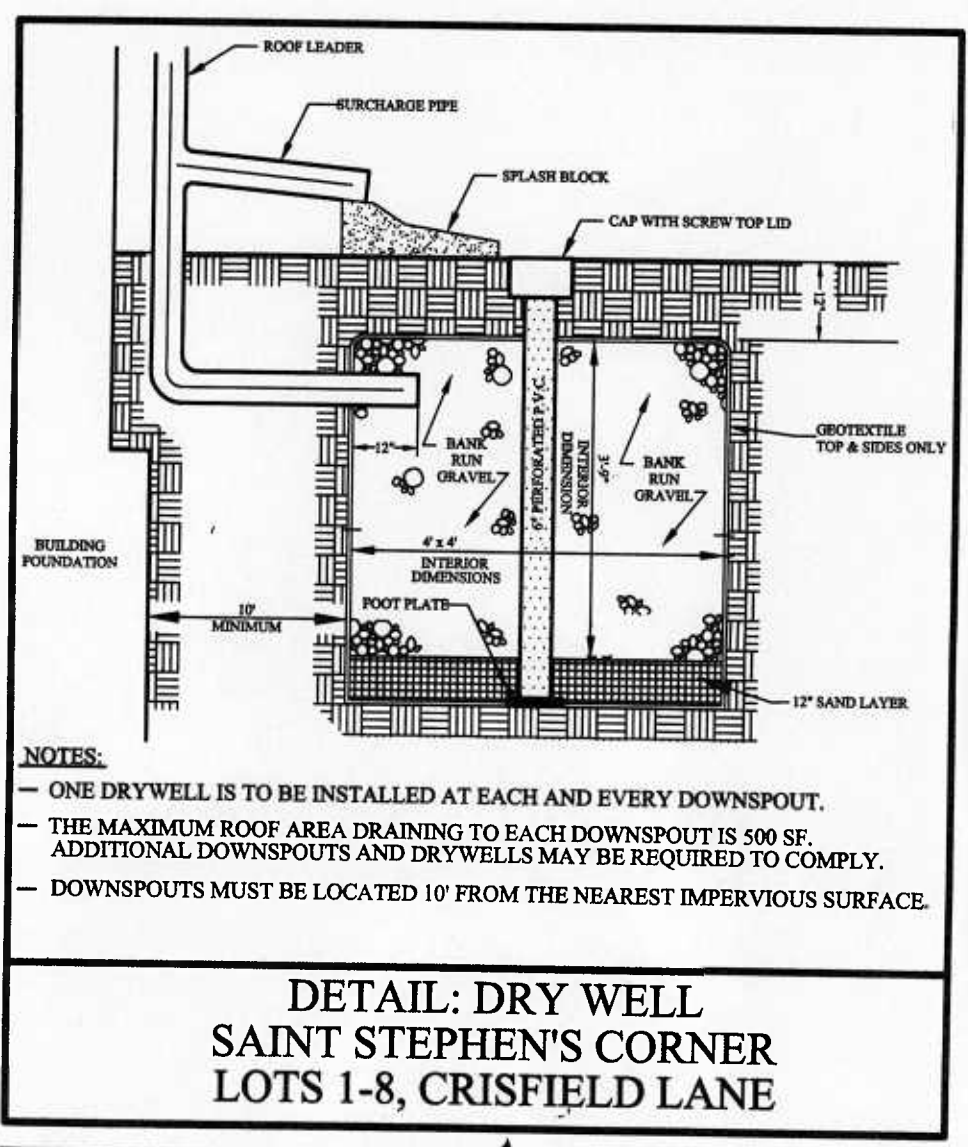 ROOF LEADER
SURCHARGE PIPE
SPLASH BLOCK
CAP WITH SCREW TOP LID
12"
GEOTEXTILE
TOP & SIDES ONLY
12"
BANK
RUN
GRAVEL
6" PERFORATED P.V.C.
INTERIOR
DIMENSION
3'-9"
BANK
RUN
GRAVEL
BUILDING
FOUNDATION
4' x 4'
INTERIOR
DIMENSIONS
FOOT PLATE
10'
MINIMUM
12" SAND LAYER
NOTES:
— ONE DRYWELL IS TO BE INSTALLED AT EACH AND EVERY DOWNSPOUT.
— THE MAXIMUM ROOF AREA DRAINING TO EACH DOWNSPOUT IS 500 SF.
ADDITIONAL DOWNSPOUTS AND DRYWELLS MAY BE REQUIRED TO COMPLY.
— DOWNSPOUTS MUST BE LOCATED 10' FROM THE NEAREST IMPERVIOUS SURFACE.
DETAIL: DRY WELL
SAINT STEPHEN'S CORNER
LOTS 1-8, CRISFIELD LANE